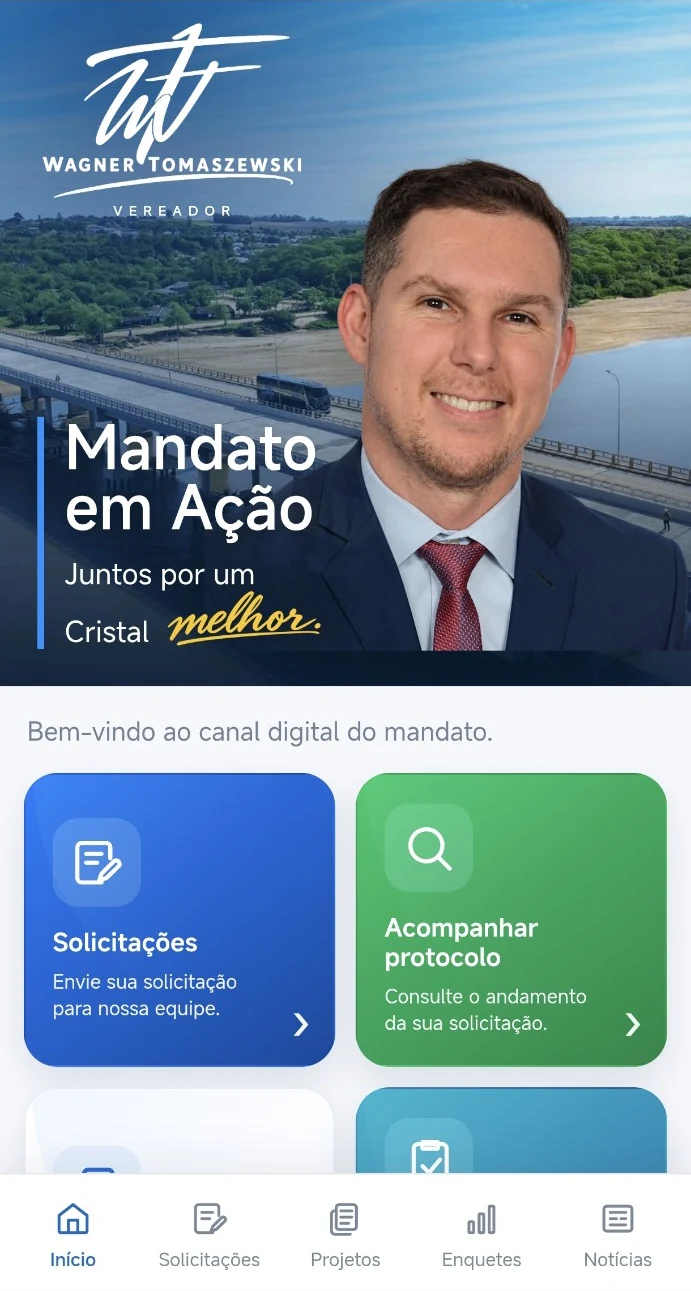 WAGNER TOMASZEWSKI
VEREADOR
Mandato
em Ação
Juntos por um
Cristal melhor.
Bem-vindo ao canal digital do mandato.
Solicitações
Envie sua solicitação
para nossa equipe.
Acompanhar
protocolo
Consulte o andamento
da sua solicitação.
Início
Solicitações
Projetos
Enquetes
Notícias